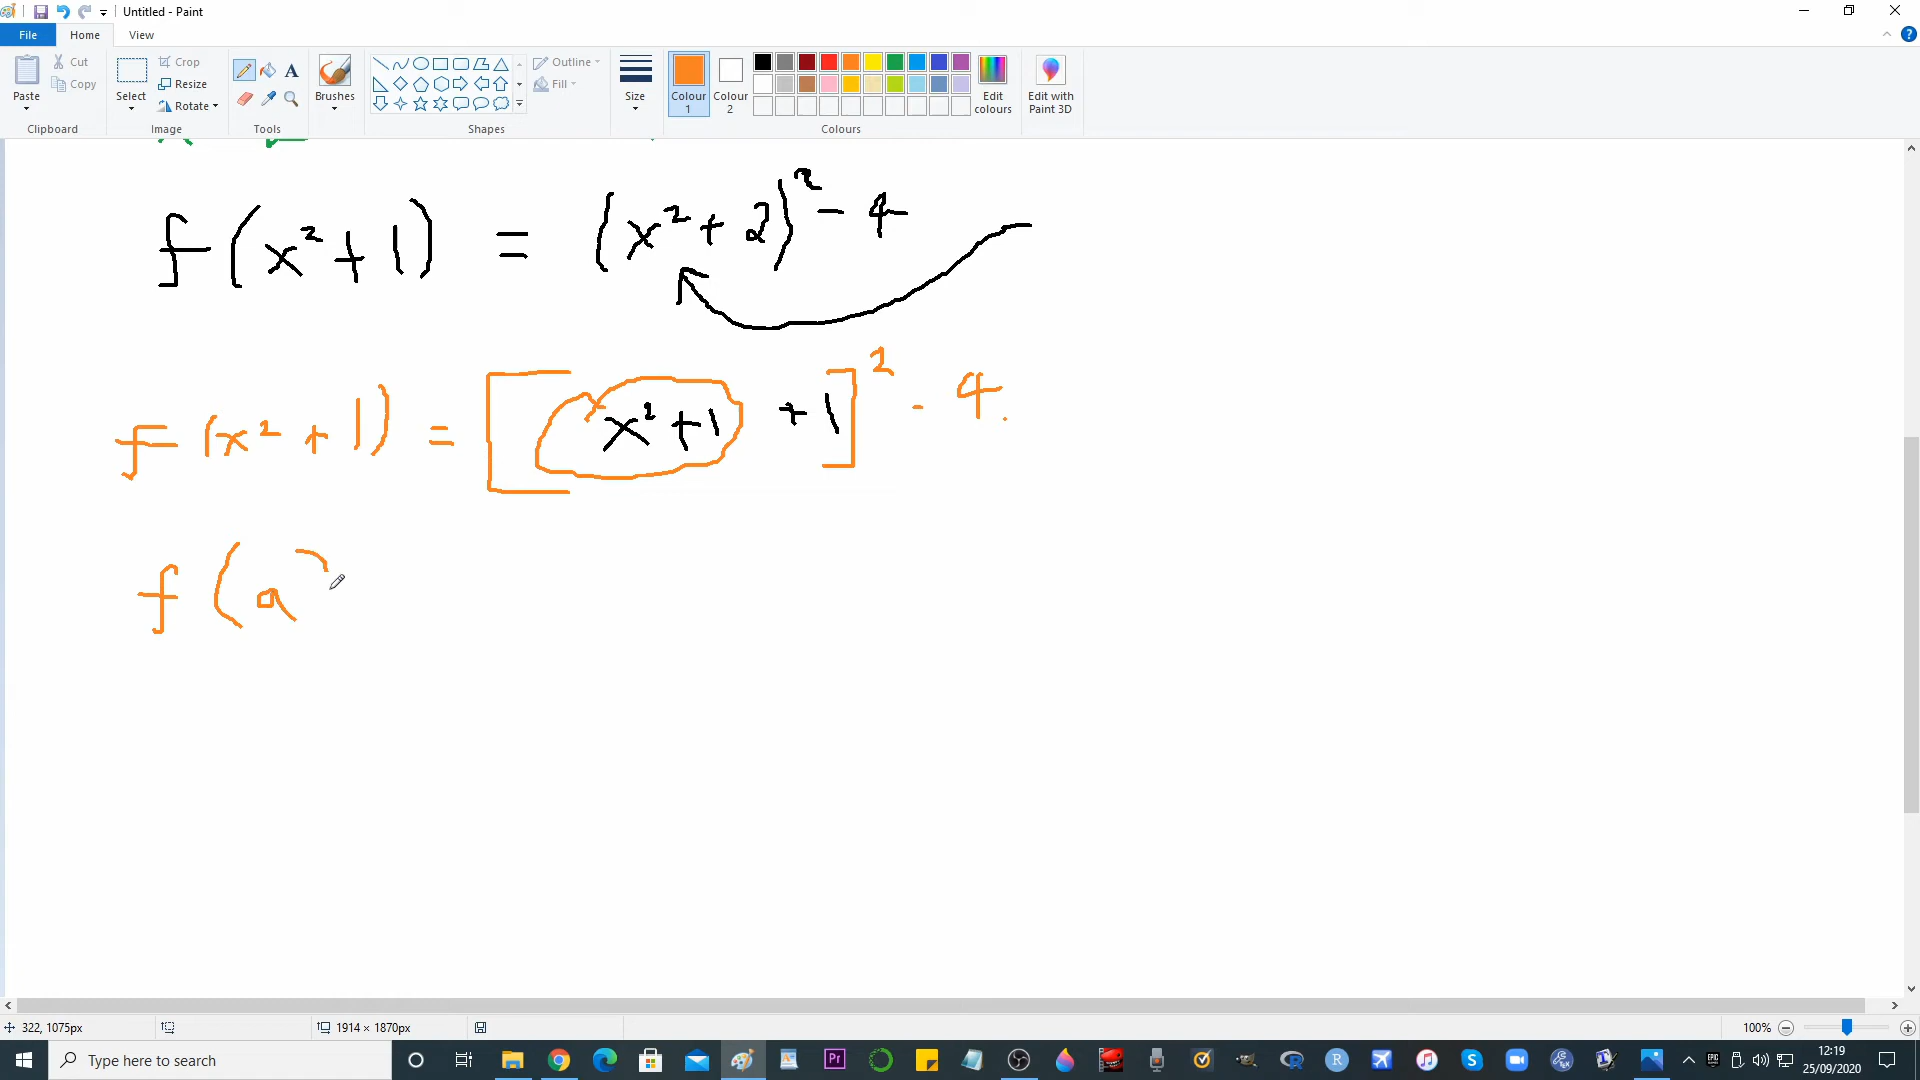 Untitled - Paint
File Home View
Cut
Copy
Paste
Clipboard
Crop
Resize
Rotate
Select
Image
Tools
Brushes
Outline
Fill
Shapes
Size
Colour 1
Colour 2
Edit colours
Edit with Paint 3D
Colours
f(x²+1) = (x²+2)²-4
f(x²+1) = [x²+1 +1]² - 4.
f(a)
322, 1075px
1914 × 1870px
100%
Type here to search
12:19
25/09/2020